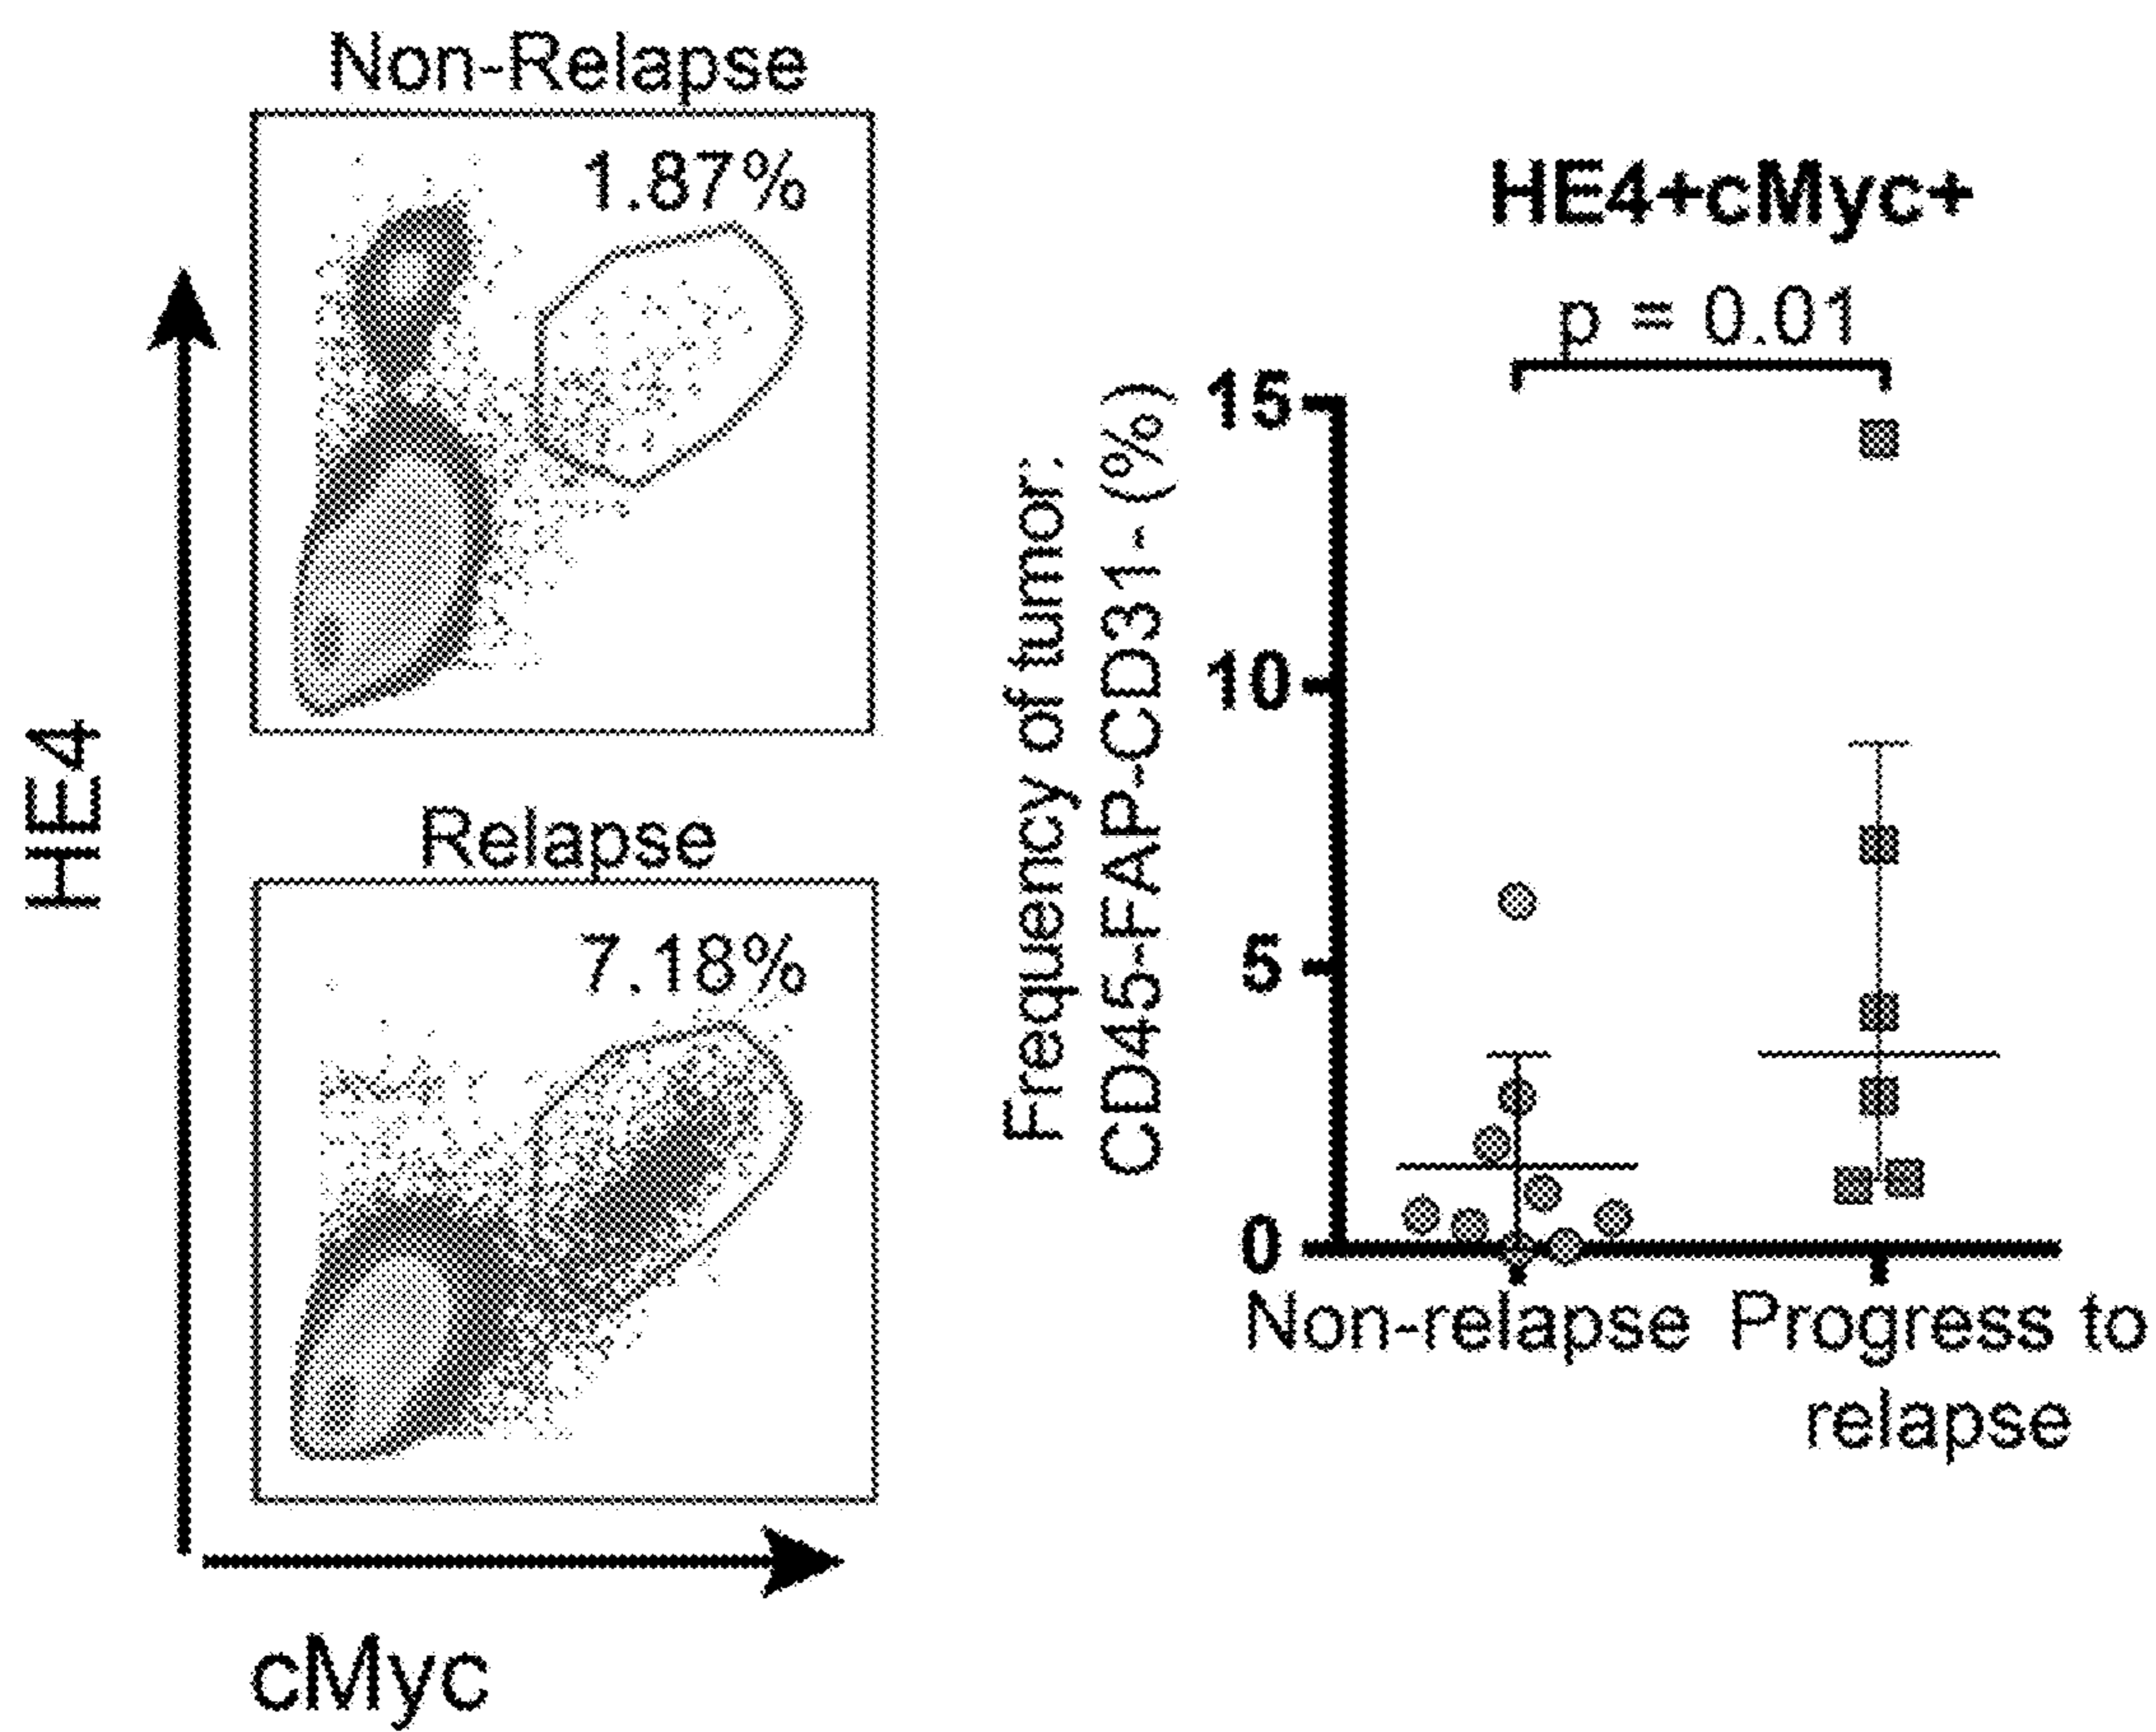 Non-Relapse
1.87%
HE4
Relapse
7.18%
cMyc
HE4+cMyc+
p = 0.01
Frequency of tumor:
CD45-FAP-CD31- (%)
15
10
5
0
Non-relapse
Progress to
relapse